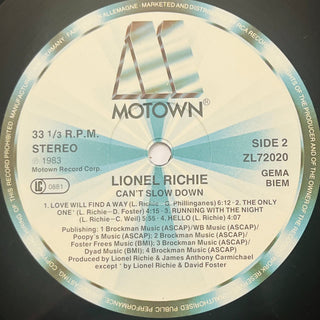 MOTOWN®
33 1/3 R.P.M.
STEREO
℗ 1983
Motown Record Corp.
LC 0881
SIDE 2
ZL72020
GEMA
BIEM
LIONEL RICHIE
CAN'T SLOW DOWN
1. LOVE WILL FIND A WAY (L. Richie - G. Phillinganes) 6:12 - 2. THE ONLY
ONE* (L. Richie - D. Foster) 4:15 - 3. RUNNING WITH THE NIGHT
(L. Richie - C. Weil) 5:55 - 4. HELLO (L. Richie) 4:07
Publishing: 1 Brockman Music (ASCAP)/WB Music (ASCAP)/
Poopy's Music (ASCAP): 2 Brockman Music (ASCAP)/
Foster Frees Music (BMI): 3 Brockman Music (ASCAP)/
Dyad Music (BMI): 4 Brockman Music (ASCAP)
Produced by Lionel Richie & James Anthony Carmichael
except * by Lionel Richie & David Foster